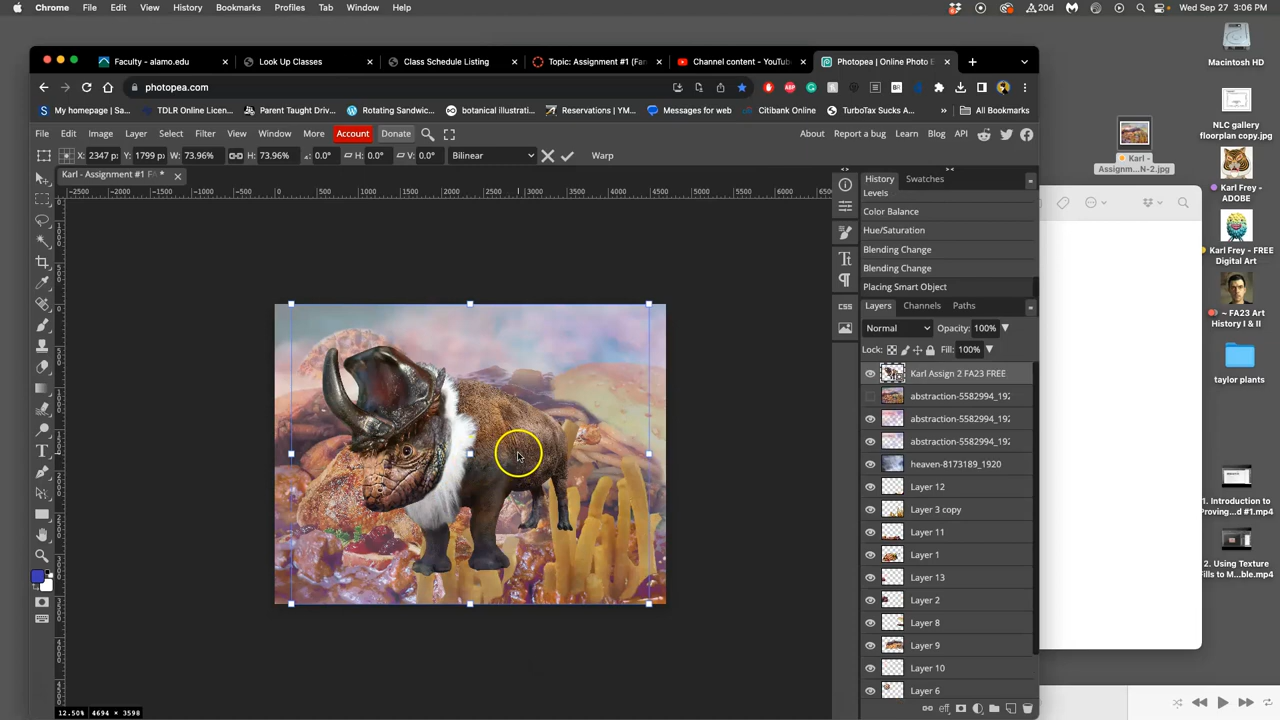 Chrome File Edit View History Bookmarks Profiles Tab Window Help 20d Wed Sep 27 3:06 PM
Faculty - alamo.edu Look Up Classes Class Schedule Listing Topic: Assignment #1 (Fan Channel content - YouTube Photopea | Online Photo E
photopea.com
My homepage | Sa... TDLR Online Licen... Parent Taught Driv... Rotating Sandwic... botanical illustrati... Reservations | YM... Messages for web Citibank Online TurboTax Sucks A... All Bookmarks
File Edit Image Layer Select Filter View Window More Account Donate About Report a bug Learn Blog API
X: 2347 p: Y: 1799 p: W: 73.96% H: 73.96% 0.0° H: 0.0° V: 0.0° Bilinear Warp
Karl - Assignment #1 FA *
History Swatches
Levels
Color Balance
Hue/Saturation
Blending Change
Blending Change
Placing Smart Object
CSS
Layers Channels Paths
Normal Opacity: 100%
Lock: Fill: 100%
Karl Assign 2 FA23 FREE
abstraction-5582994_192
abstraction-5582994_192
abstraction-5582994_192
heaven-8173189_1920
Layer 12
Layer 3 copy
Layer 11
Layer 1
Layer 13
Layer 2
Layer 8
Layer 9
Layer 10
Layer 6
eff
12.50% 4694 × 3598
Macintosh HD
NLC gallery
floorplan copy.jpg
Karl -
Assignm...N-2.jpg
Karl Frey -
ADOBE
Karl Frey - FREE
Digital Art
~ FA23 Art
History I & II
taylor plants
1. Introduction to
Proving...d #1.mp4
2. Using Texture
Fills to M...ble.mp4